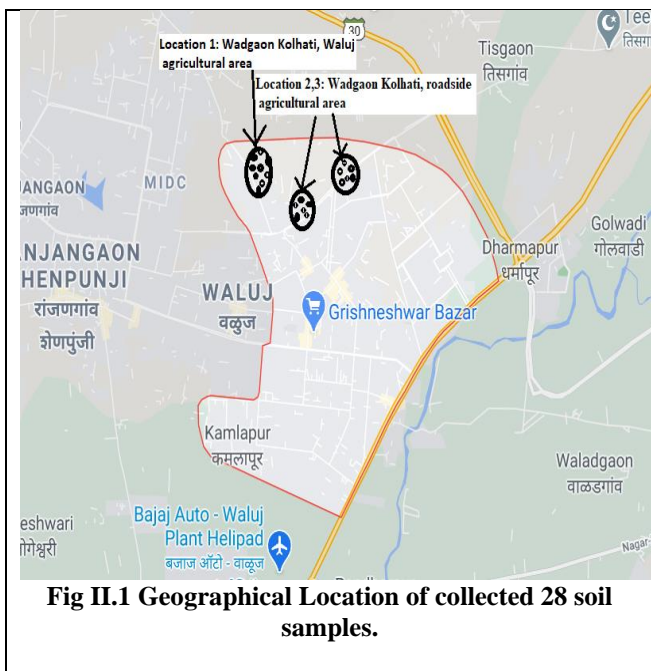 30
Tee
ति
Location 1: Wadgaon Kolhati, Waluj
agricultural area
Tisgaon
तिसगांव
Location 2,3: Wadgaon Kolhati, roadside
agricultural area
MIDC
JANGAON
जणगांव
Golwadi
गोलवाडी
ANJANGAON
HENPUNJI
रांजणगांव
शेणपुंजी
Dharmapur
धर्मापूर
WALUJ
वळुज
Grishneshwar Bazar
Kamlapur
कमलापूर
Waladgaon
वाळडगांव
eshwari
गेश्वरी
Bajaj Auto - Waluj
Plant Helipad
बजाज ऑटो - वाळूज
Nagar-
Fig II.1 Geographical Location of collected 28 soil
samples.